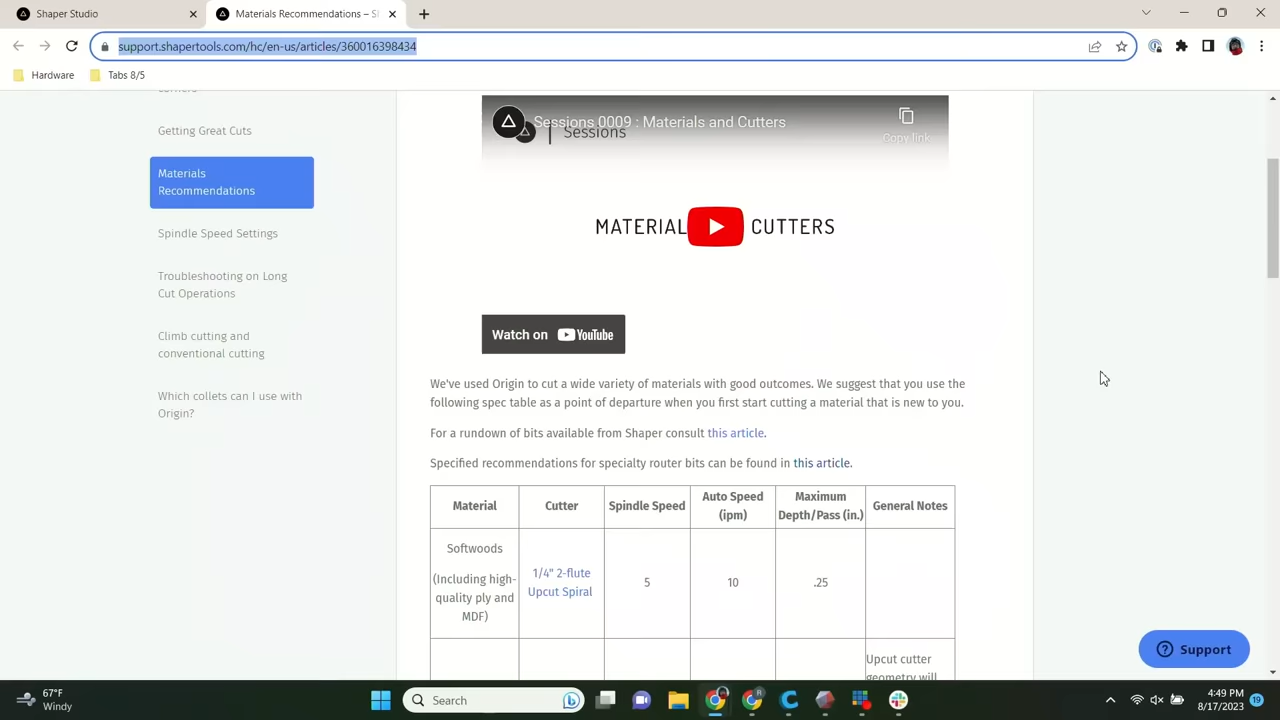 Shaper Studio
Materials Recommendations – S
support.shapertools.com/hc/en-us/articles/360016398434
Hardware
Tabs 8/5
Getting Great Cuts
Materials
Recommendations
Spindle Speed Settings
Troubleshooting on Long
Cut Operations
Climb cutting and
conventional cutting
Which collets can I use with
Origin?
Sessions 0009 : Materials and Cutters
Sessions
Copy link
MATERIAL CUTTERS
Watch on YouTube
We've used Origin to cut a wide variety of materials with good outcomes. We suggest that you use the
following spec table as a point of departure when you first start cutting a material that is new to you.
For a rundown of bits available from Shaper consult this article.
Specified recommendations for specialty router bits can be found in this article.
Material
Cutter
Spindle Speed
Auto Speed
(ipm)
Maximum
Depth/Pass (in.)
General Notes
Softwoods
(Including high-
quality ply and
MDF)
1/4" 2-flute
Upcut Spiral
5
10
.25
Upcut cutter
geometry will
Support
67°F
Windy
Search
4:49 PM
8/17/2023
19